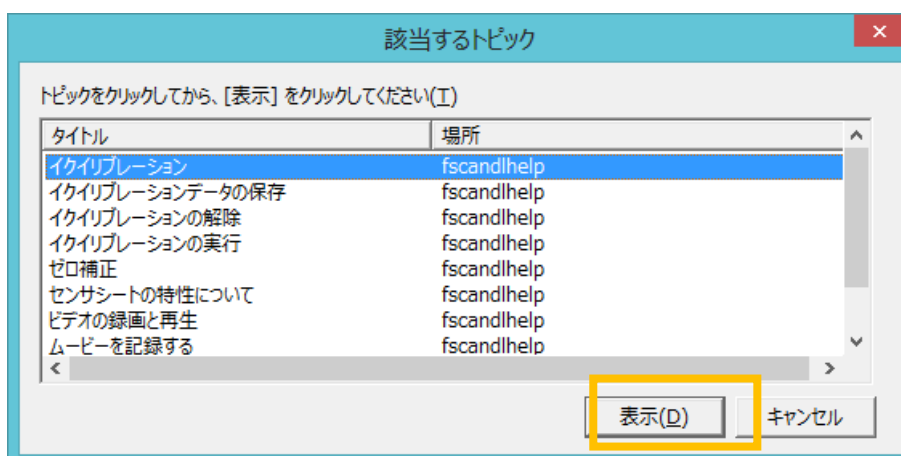 該当するトピック
トピックをクリックしてから、[表示] をクリックしてください(T)
タイトル 場所
イクイリブレーション fscandlhelp
イクイリブレーションデータの保存 fscandlhelp
イクイリブレーションの解除 fscandlhelp
イクイリブレーションの実行 fscandlhelp
ゼロ補正 fscandlhelp
センサシートの特性について fscandlhelp
ビデオの録画と再生 fscandlhelp
ムービーを記録する fscandlhelp
表示(D) キャンセル